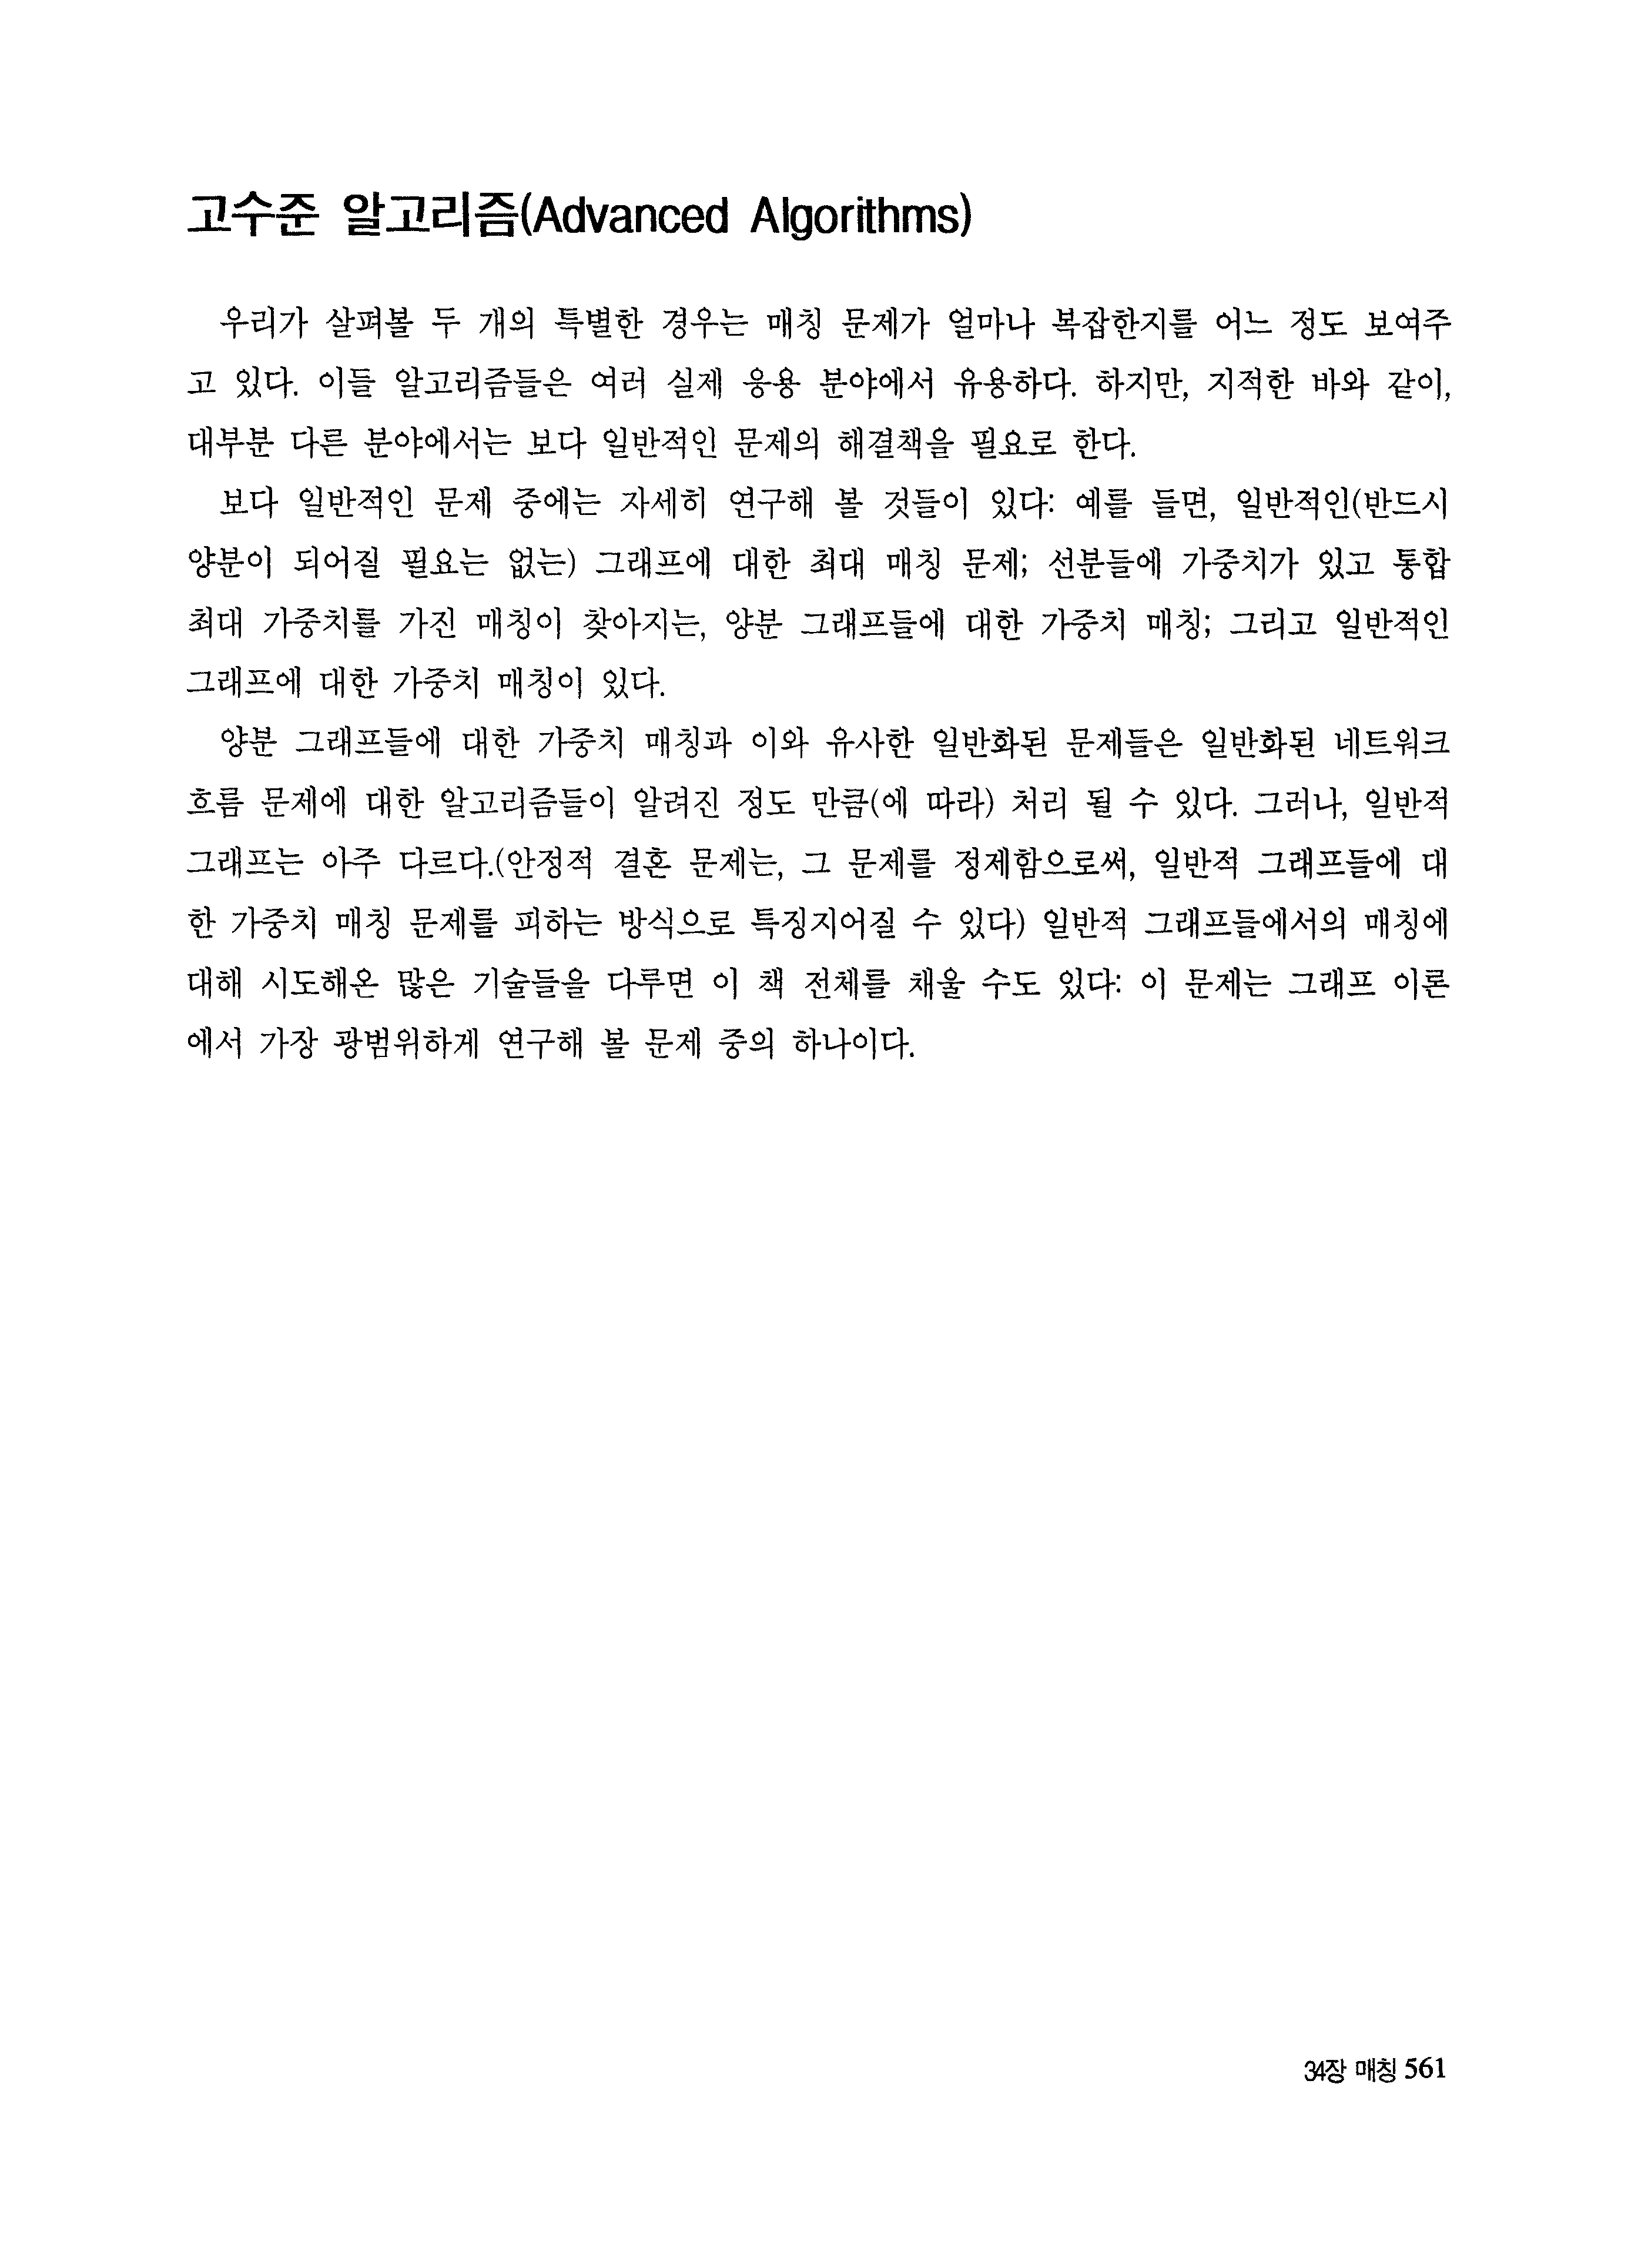 고수준 알고리즘(Advanced Algorithms)
우리가 살펴볼 두 개의 특별한 경우는 매칭 문제가 얼마나 복잡한지를 어느 정도 보여주
고 있다. 이들 알고리즘들은 여러 실제 응용 분야에서 유용하다. 하지만, 지적한 바와 같이,
대부분 다른 분야에서는 보다 일반적인 문제의 해결책을 필요로 한다.
보다 일반적인 문제 중에는 자세히 연구해 볼 것들이 있다: 예를 들면, 일반적인(반드시
양분이 되어질 필요는 없는) 그래프에 대한 최대 매칭 문제; 선분들에 가중치가 있고 통합
최대 가중치를 가진 매칭이 찾아지는, 양분 그래프들에 대한 가중치 매칭; 그리고 일반적인
그래프에 대한 가중치 매칭이 있다.
양분 그래프들에 대한 가중치 매칭과 이와 유사한 일반화된 문제들은 일반화된 네트워크
흐름 문제에 대한 알고리즘들이 알려진 정도 만큼(에 따라) 처리 될 수 있다. 그러나, 일반적
그래프는 아주 다르다.(안정적 결혼 문제는, 그 문제를 정제함으로써, 일반적 그래프들에 대
한 가중치 매칭 문제를 피하는 방식으로 특징지어질 수 있다) 일반적 그래프들에서의 매칭에
대해 시도해온 많은 기술들을 다루면 이 책 전체를 채울 수도 있다: 이 문제는 그래프 이론
에서 가장 광범위하게 연구해 볼 문제 중의 하나이다.
34장 매칭 561